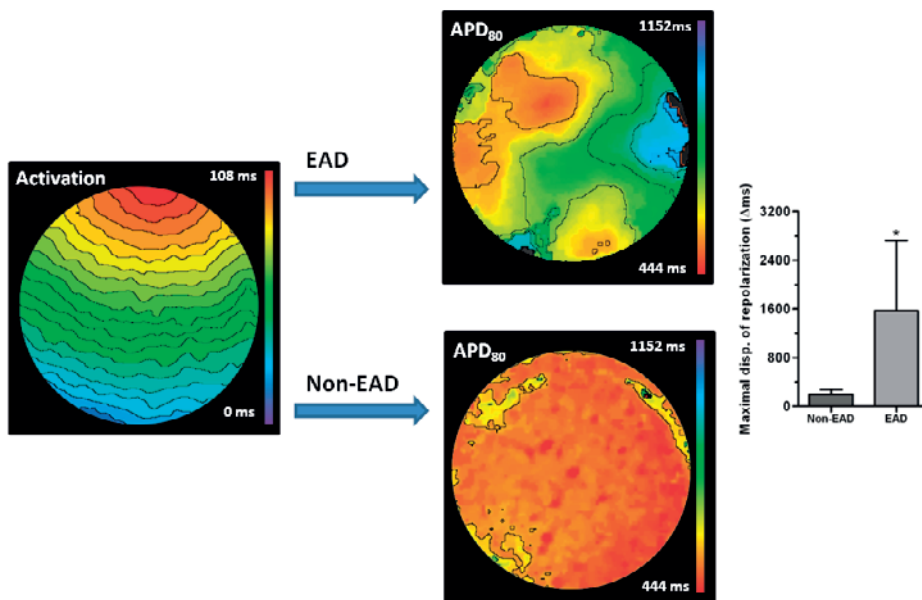 Activation
108 ms
0 ms
EAD
Non-EAD
APD80
1152ms
444 ms
APD80
1152 ms
444 ms
Maximal disp. of repolarization (Δms)
3200
2400
1600
800
0
*
Non-EAD
EAD